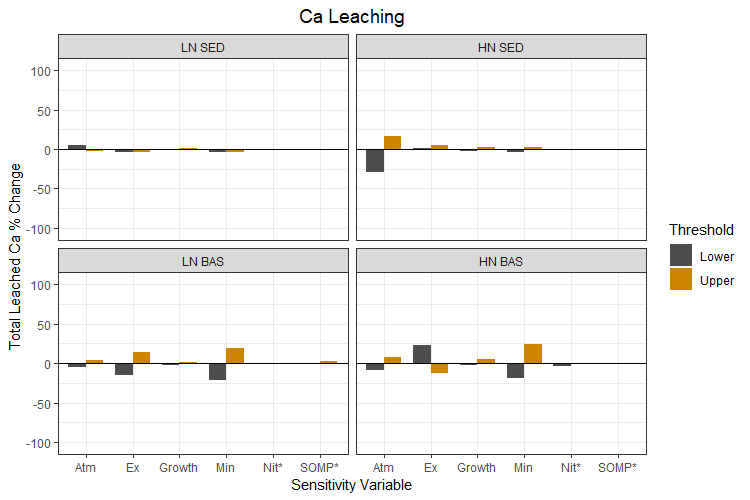 Ca Leaching
LN SED
HN SED
100
50
0
-50
-100
LN BAS
HN BAS
100
50
0
-50
-100
Atm Ex Growth Min Nit* SOMP*
Atm Ex Growth Min Nit* SOMP*
Sensitivity Variable
Total Leached Ca % Change
Threshold
Lower
Upper